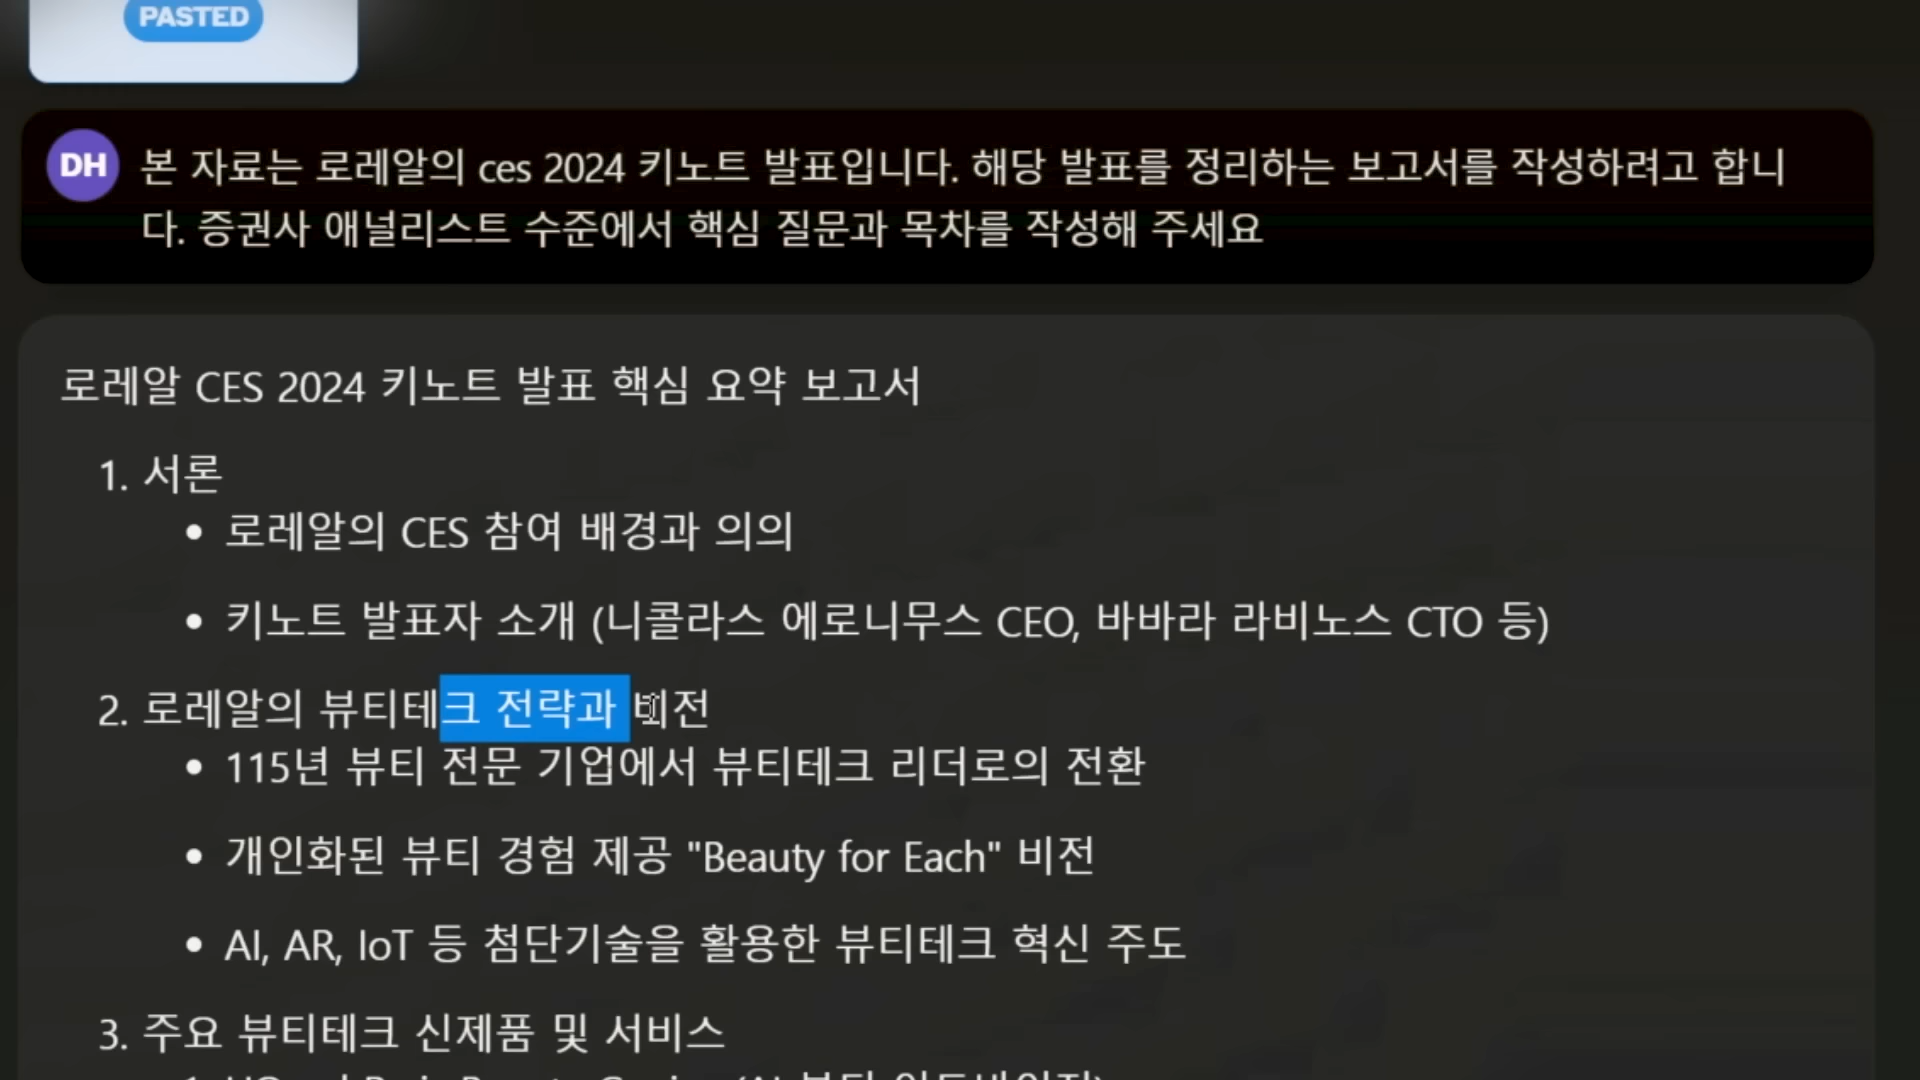 PASTED
DH
본 자료는 로레알의 ces 2024 키노트 발표입니다. 해당 발표를 정리하는 보고서를 작성하려고 합니
다. 증권사 애널리스트 수준에서 핵심 질문과 목차를 작성해 주세요
로레알 CES 2024 키노트 발표 핵심 요약 보고서
1. 서론
• 로레알의 CES 참여 배경과 의의
• 키노트 발표자 소개 (니콜라스 에로니무스 CEO, 바바라 라비노스 CTO 등)
2. 로레알의 뷰티테크 전략과 비전
• 115년 뷰티 전문 기업에서 뷰티테크 리더로의 전환
• 개인화된 뷰티 경험 제공 "Beauty for Each" 비전
• AI, AR, IoT 등 첨단기술을 활용한 뷰티테크 혁신 주도
3. 주요 뷰티테크 신제품 및 서비스